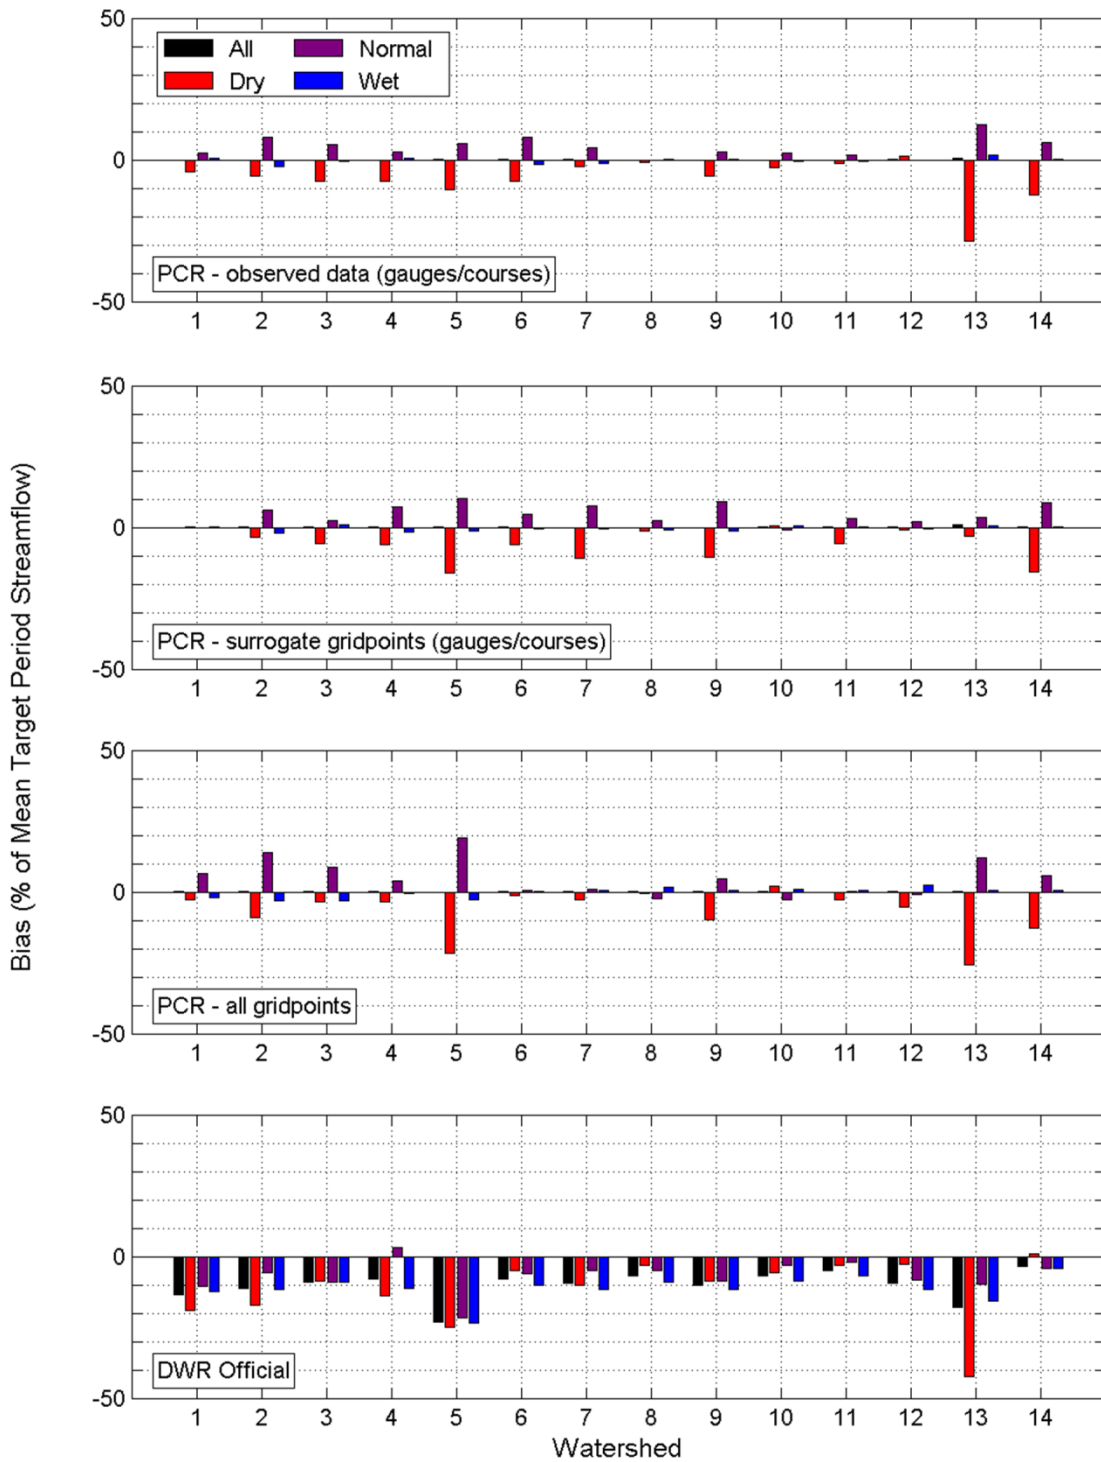 50
All
Normal
Dry
Wet
0
PCR - observed data (gauges/courses)
-50
1 2 3 4 5 6 7 8 9 10 11 12 13 14
50
0
PCR - surrogate gridpoints (gauges/courses)
-50
1 2 3 4 5 6 7 8 9 10 11 12 13 14
Bias (% of Mean Target Period Streamflow)
50
0
PCR - all gridpoints
-50
1 2 3 4 5 6 7 8 9 10 11 12 13 14
50
0
DWR Official
-50
1 2 3 4 5 6 7 8 9 10 11 12 13 14
Watershed